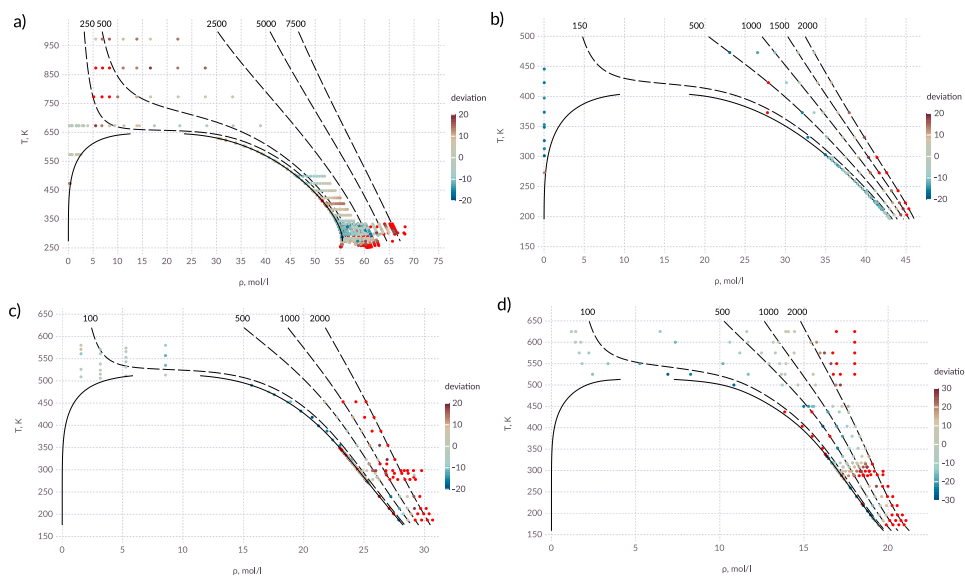 a)
250 500 2500 5000 7500
950
850
750
650
550
450
350
250
T, K
0 5 10 15 20 25 30 35 40 45 50 55 60 65 70 75
ρ, mol/l
deviation
20
10
0
-10
-20
b)
150 500 1000 1500 2000
500
450
400
350
300
250
200
150
T, K
0 5 10 15 20 25 30 35 40 45
ρ, mol/l
deviation
20
10
0
-10
-20
c)
100 500 1000 2000
650
600
550
500
450
400
350
300
250
200
150
T, K
0 5 10 15 20 25 30
ρ, mol/l
deviation
20
10
0
-10
-20
d)
100 500 1000 2000
650
600
550
500
450
400
350
300
250
200
150
T, K
0 5 10 15 20
ρ, mol/l
deviatio
30
20
10
0
-10
-20
-30